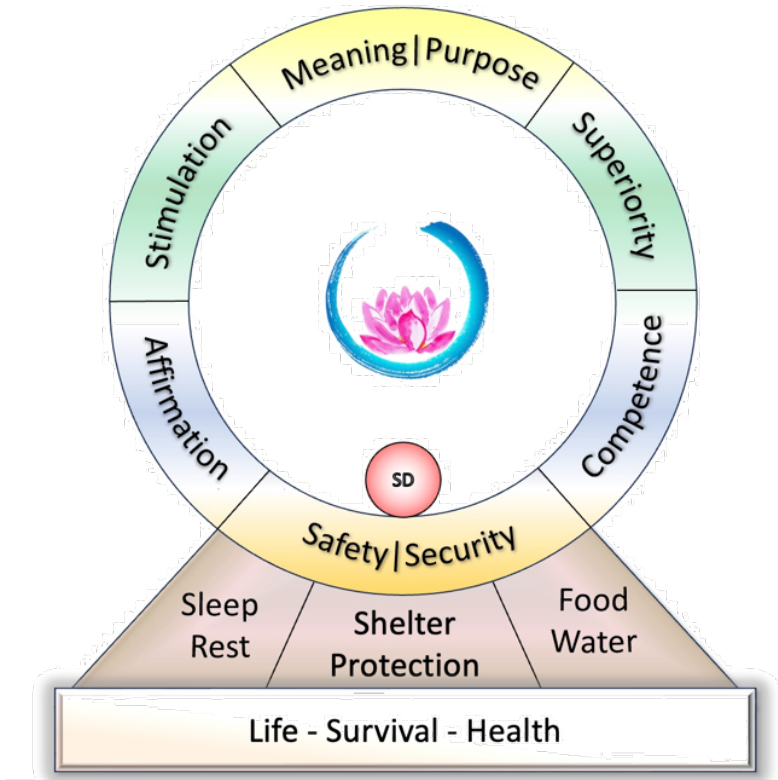 Meaning|Purpose
Stimulation
Superiority
Affirmation
Competence
SD
Safety|Security
Sleep
Rest
Shelter
Protection
Food
Water
Life - Survival - Health